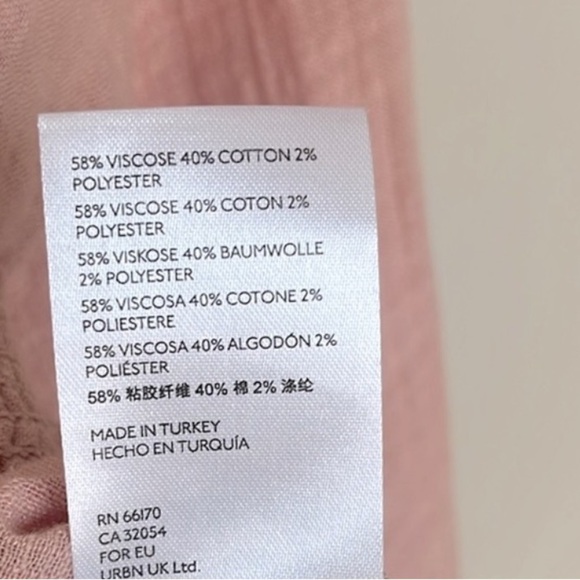 58% VISCOSE 40% COTTON 2%
POLYESTER
58% VISCOSE 40% COTON 2%
POLYESTER
58% VISKOSE 40% BAUMWOLLE
2% POLYESTER
58% VISCOSA 40% COTONE 2%
POLIESTERE
58% VISCOSA 40% ALGODÓN 2%
POLIÉSTER
58% 粘胶纤维 40% 棉 2% 涤纶
MADE IN TURKEY
HECHO EN TURQUÍA
RN 66170
CA 32054
FOR EU
URBN UK Ltd.